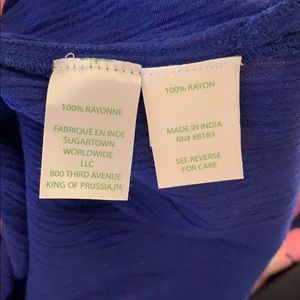 100% RAYONNE
FABRIQUÉ EN INDE
SUGARTOWN
WORLDWIDE
LLC
800 THIRD AVENUE
KING OF PRUSSIA,PA
100% RAYON
MADE IN INDIA
RN# 88189
SEE REVERSE
FOR CARE